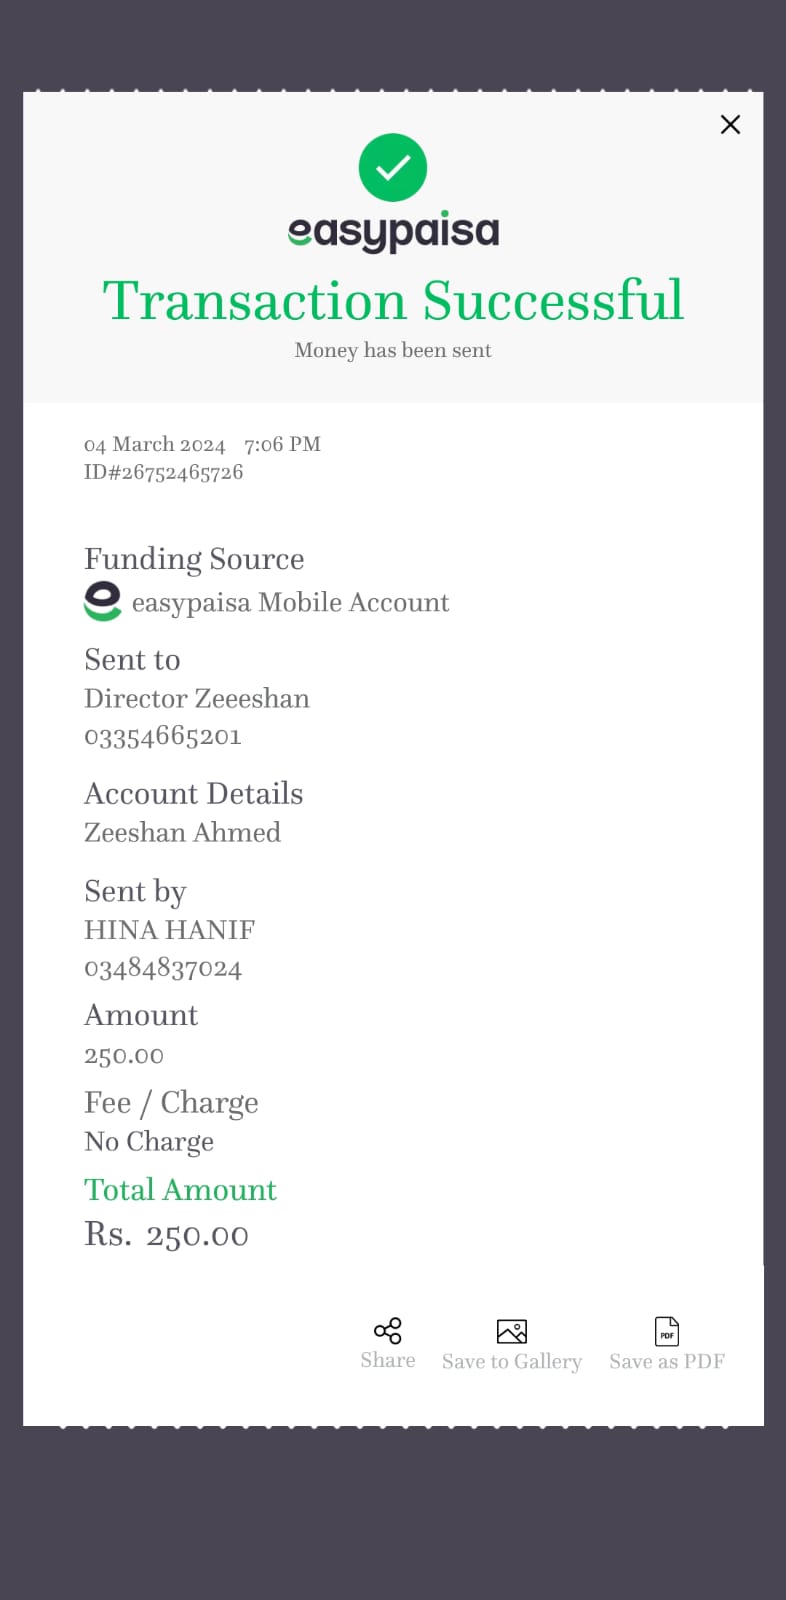 easypaisa
Transaction Successful
Money has been sent
04 March 2024 7:06 PM
ID#26752465726
Funding Source
easypaisa Mobile Account
Sent to
Director Zeeeshan
03354665201
Account Details
Zeeshan Ahmed
Sent by
HINA HANIF
03484837024
Amount
250.00
Fee / Charge
No Charge
Total Amount
Rs. 250.00
PDF
Share Save to Gallery Save as PDF